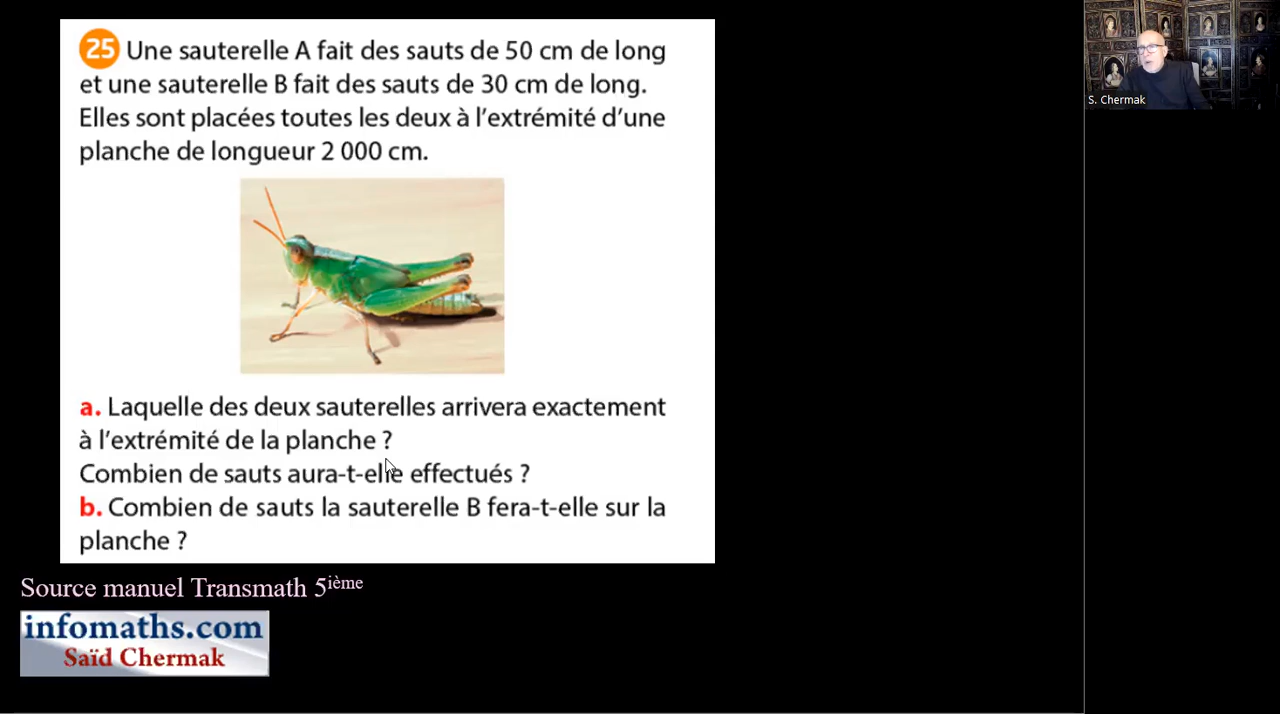 25 Une sauterelle A fait des sauts de 50 cm de long
et une sauterelle B fait des sauts de 30 cm de long.
Elles sont placées toutes les deux à l'extrémité d'une
planche de longueur 2 000 cm.
a. Laquelle des deux sauterelles arrivera exactement
à l'extrémité de la planche ?
Combien de sauts aura-t-elle effectués ?
b. Combien de sauts la sauterelle B fera-t-elle sur la
planche ?
Source manuel Transmath 5ième
infomaths.com
Saïd Chermak
S. Chermak